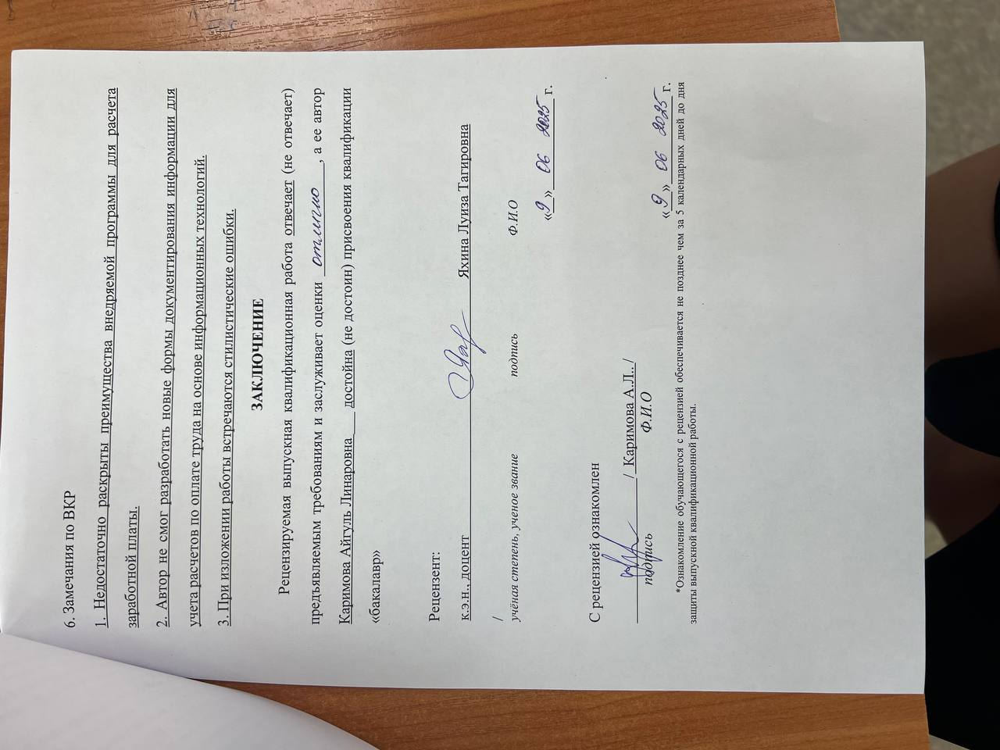 6. Замечания по ВКР
1. Недостаточно раскрыты преимущества внедряемой программы для расчета
заработной платы.
2. Автор не смог разработать новые формы документирования информации для
учета расчетов по оплате труда на основе информационных технологий.
3. При изложении работы встречаются стилистические ошибки.
ЗАКЛЮЧЕНИЕ
Рецензируемая выпускная квалификационная работа отвечает (не отвечает)
предъявляемым требованиям и заслуживает оценки отлично, а ее автор
Каримова Айгуль Линаровна достойна (не достоин) присвоения квалификации
«бакалавр»
Рецензент:
к.э.н., доцент Яхина Луиза Тагировна
/
учёная степень, ученое звание подпись Ф.И.О
«9» 06 2025 г.
С рецензией ознакомлен
/ Каримова А.Л.. /
подпись Ф.И.О
«9» 06 2025 г.
*Ознакомление обучающегося с рецензией обеспечивается не позднее чем за 5 календарных дней до дня
защиты выпускной квалификационной работы.